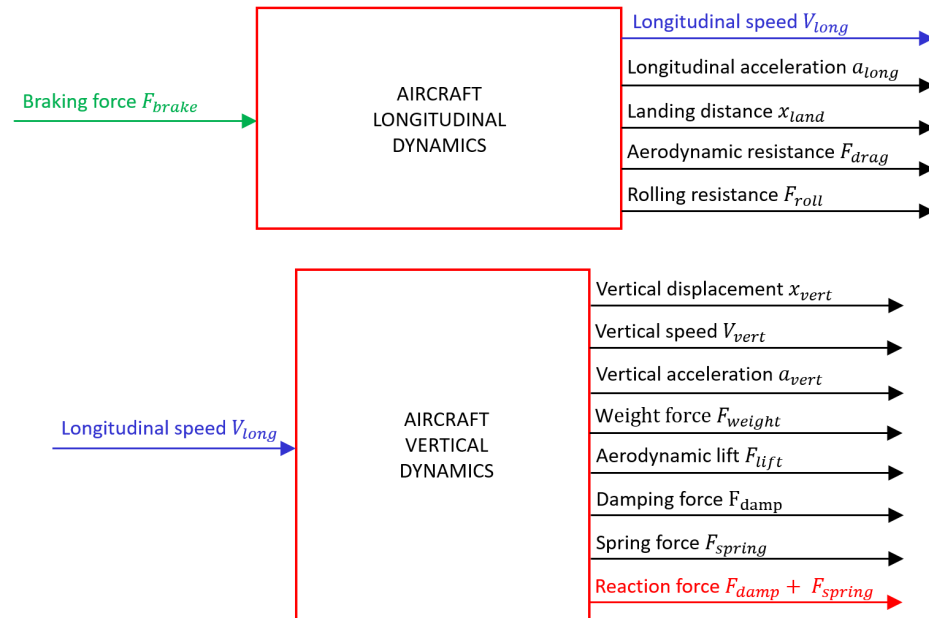 Longitudinal speed V_long
Longitudinal acceleration a_long
Braking force F_brake
AIRCRAFT
LONGITUDINAL
DYNAMICS
Landing distance x_land
Aerodynamic resistance F_drag
Rolling resistance F_roll
Vertical displacement x_vert
Vertical speed V_vert
Vertical acceleration a_vert
Longitudinal speed V_long
AIRCRAFT
VERTICAL
DYNAMICS
Weight force F_weight
Aerodynamic lift F_lift
Damping force F_damp
Spring force F_spring
Reaction force F_damp + F_spring